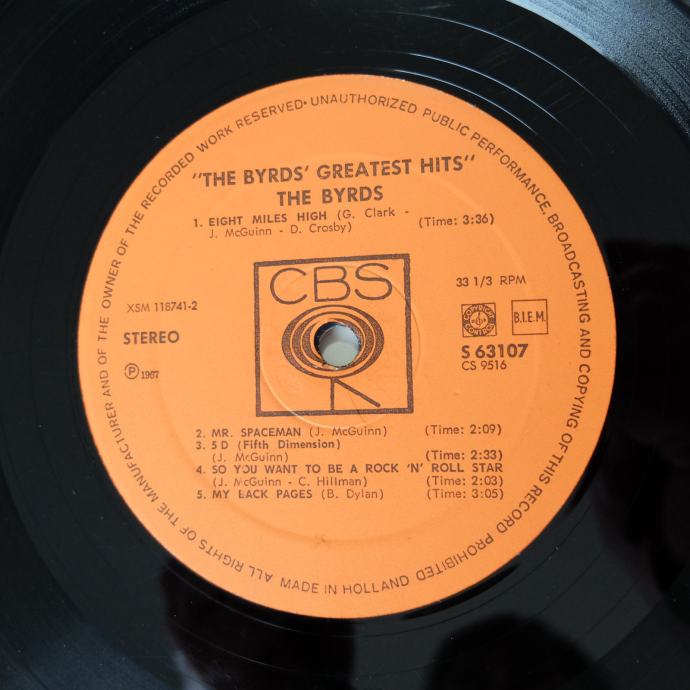 ALL RIGHTS OF THE MANUFACTURER AND OF THE OWNER OF THE RECORDED WORK RESERVED • UNAUTHORIZED PUBLIC PERFORMANCE, BROADCASTING AND COPYING OF THIS RECORD PROHIBITED
"THE BYRDS' GREATEST HITS"
THE BYRDS
1. EIGHT MILES HIGH (G. Clark -
J. McGuinn - D. Crosby) (Time: 3:36)
CBS
XSM 118741-2
33 1/3 RPM
STEREO
B.I.E.M.
S 63107
CS 9516
Ⓟ 1967
2. MR. SPACEMAN (J. McGuinn) (Time: 2:09)
3. 5 D (Fifth Dimension)
(J. McGuinn) (Time: 2:33)
4. SO YOU WANT TO BE A ROCK 'N' ROLL STAR
(J. McGuinn - C. Hillman) (Time: 2:03)
5. MY BACK PAGES (B. Dylan) (Time: 3:05)
MADE IN HOLLAND